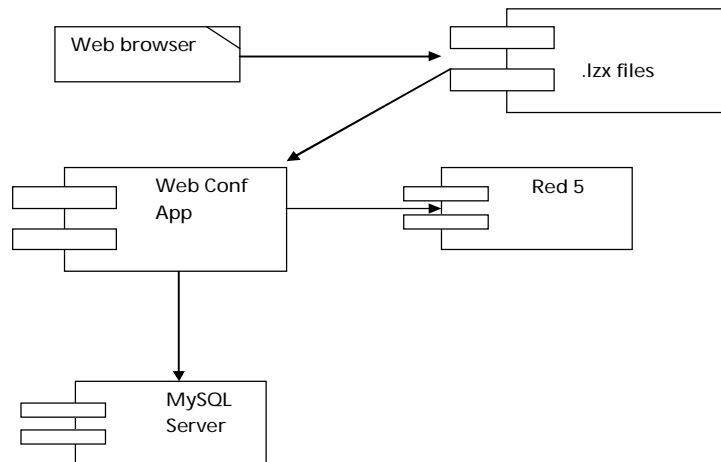 Web browser
.lzx files
Web Conf
App
Red 5
MySQL
Server